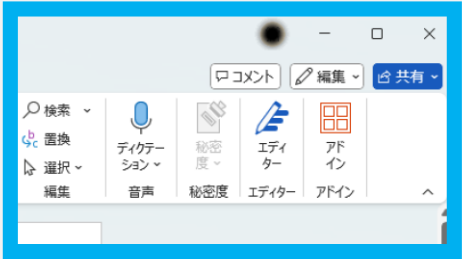 コメント 編集 共有
検索
置換
選択
編集
ディクテー
ション
音声
秘密
度
秘密度
エディ
ター
エディター
アド
イン
アドイン